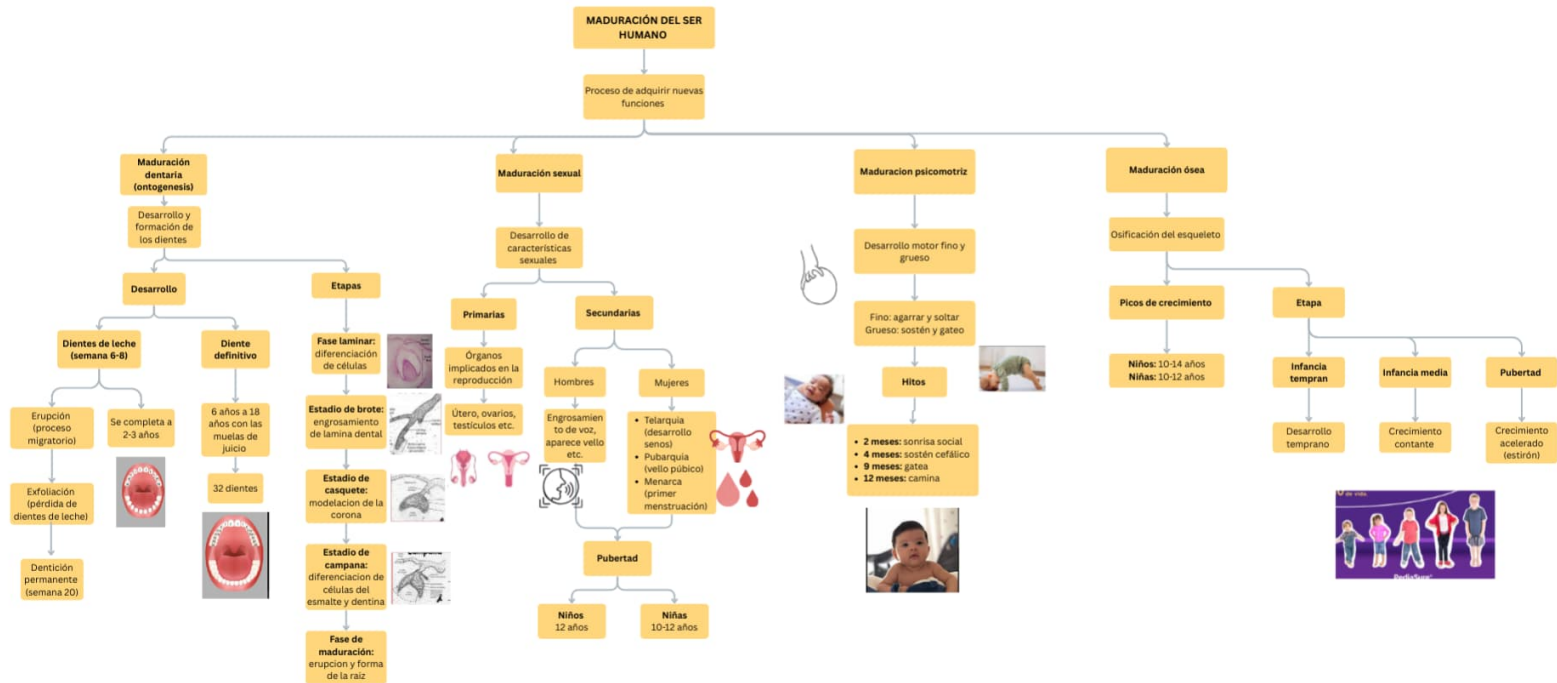 MADURACIÓN DEL SER
HUMANO
Proceso de adquirir nuevas
funciones
Maduración
dentaria
(ontogenesis)
Desarrollo y
formación de
los dientes
Desarrollo
Dientes de leche
(semana 6-8)
Erupción
(proceso
migratorio)
Exfoliación
(pérdida de
dientes de leche)
Dentición
permanente
(semana 20)
Se completa a
2-3 años
Diente
definitivo
6 años a 18
años con las
muelas de
juicio
32 dientes
Etapas
Fase laminar:
diferenciación
de células
Estadio de brote:
engrosamiento
de lamina dental
Estadio de
casquete:
modelacion de la
corona
Estadio de
campana:
diferenciacion de
células del
esmalte y dentina
Fase de
maduración:
erupcion y forma
de la raiz
Maduración sexual
Desarrollo de
características
sexuales
Primarias
Órganos
implicados en la
reproducción
Útero, ovarios,
testículos etc.
Secundarias
Hombres
Engrosamien
to de voz,
aparece vello
etc.
Mujeres
• Telarquia
(desarrollo
senos)
• Pubarquia
(vello púbico)
• Menarca
(primer
menstruación)
Pubertad
Niños
12 años
Niñas
10-12 años
Maduracion psicomotriz
Desarrollo motor fino y
grueso
Fino: agarrar y soltar
Grueso: sostén y gateo
Hitos
• 2 meses: sonrisa social
• 4 meses: sostén cefálico
• 9 meses: gatea
• 12 meses: camina
Maduración ósea
Osificación del esqueleto
Picos de crecimiento
Niños: 10-14 años
Niñas: 10-12 años
Etapa
Infancia
tempran
Desarrollo
temprano
Infancia media
Crecimiento
contante
Pubertad
Crecimiento
acelerado
(estirón)
de vida.
PediaSure